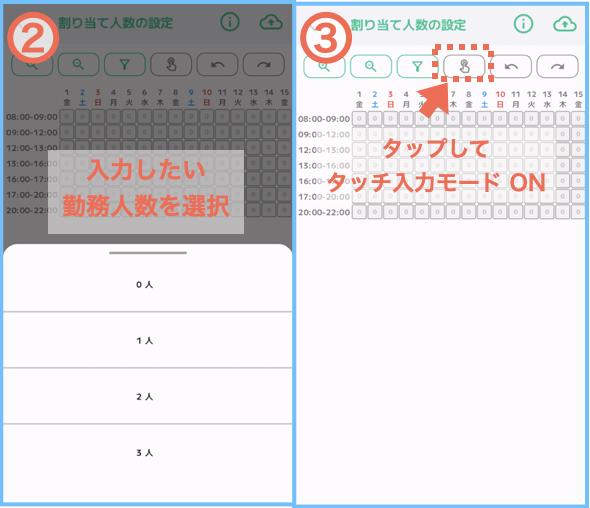 ②
割り当て人数の設定
1 2 3 4 5 6 7 8 9 10 11 12 13 14 15
金 土 日 月 火 水 木 金 土 日 月 火 水 木 金
08:00-09:00
09:00-12:00
12:00-13:00
13:00-16:00
16:00-17:00
17:00-20:00
20:00-22:00
入力したい
勤務人数を選択
0 人
1 人
2 人
3 人
③
割り当て人数の設定
1 2 3 4 5 7 8 9 10 11 12 13 14 15
金 土 日 月 火 木 金 土 日 月 火 水 木 金
08:00-09:00
09:00-12:00
12:00-13:00
13:00-16:00
16:00-17:00
17:00-20:00
20:00-22:00
タップして
タッチ入力モード ON